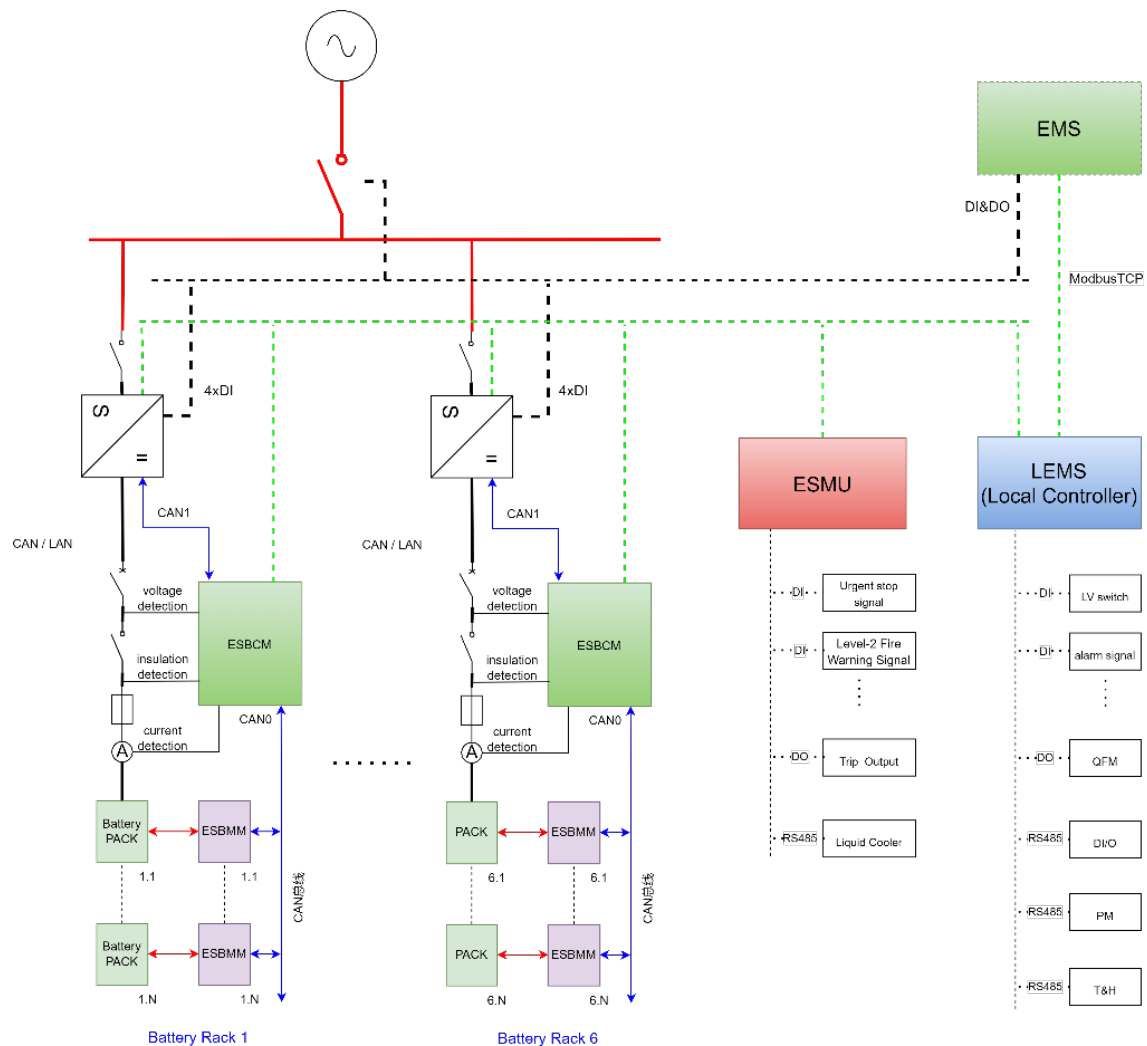 EMS
DI&DO
ModbusTCP
4xDI
4xDI
S
=
S
=
CAN1
CAN1
CAN / LAN
CAN / LAN
ESMU
LEMS
(Local Controller)
voltage
detection
ESBCM
insulation
detection
CAN0
current
detection
A
voltage
detection
ESBCM
insulation
detection
CAN0
current
detection
A
DI
Urgent stop
signal
DI
Level-2 Fire
Warning Signal
DO
Trip Output
RS485
Liquid Cooler
DI
LV switch
DI
alarm signal
DO
QFM
RS485
DI/O
RS485
PM
RS485
T&H
Battery
PACK
ESBMM
1.1
1.1
CAN总线
Battery
PACK
ESBMM
1.N
1.N
Battery Rack 1
PACK
ESBMM
6.1
6.1
CAN总线
PACK
ESBMM
6.N
6.N
Battery Rack 6